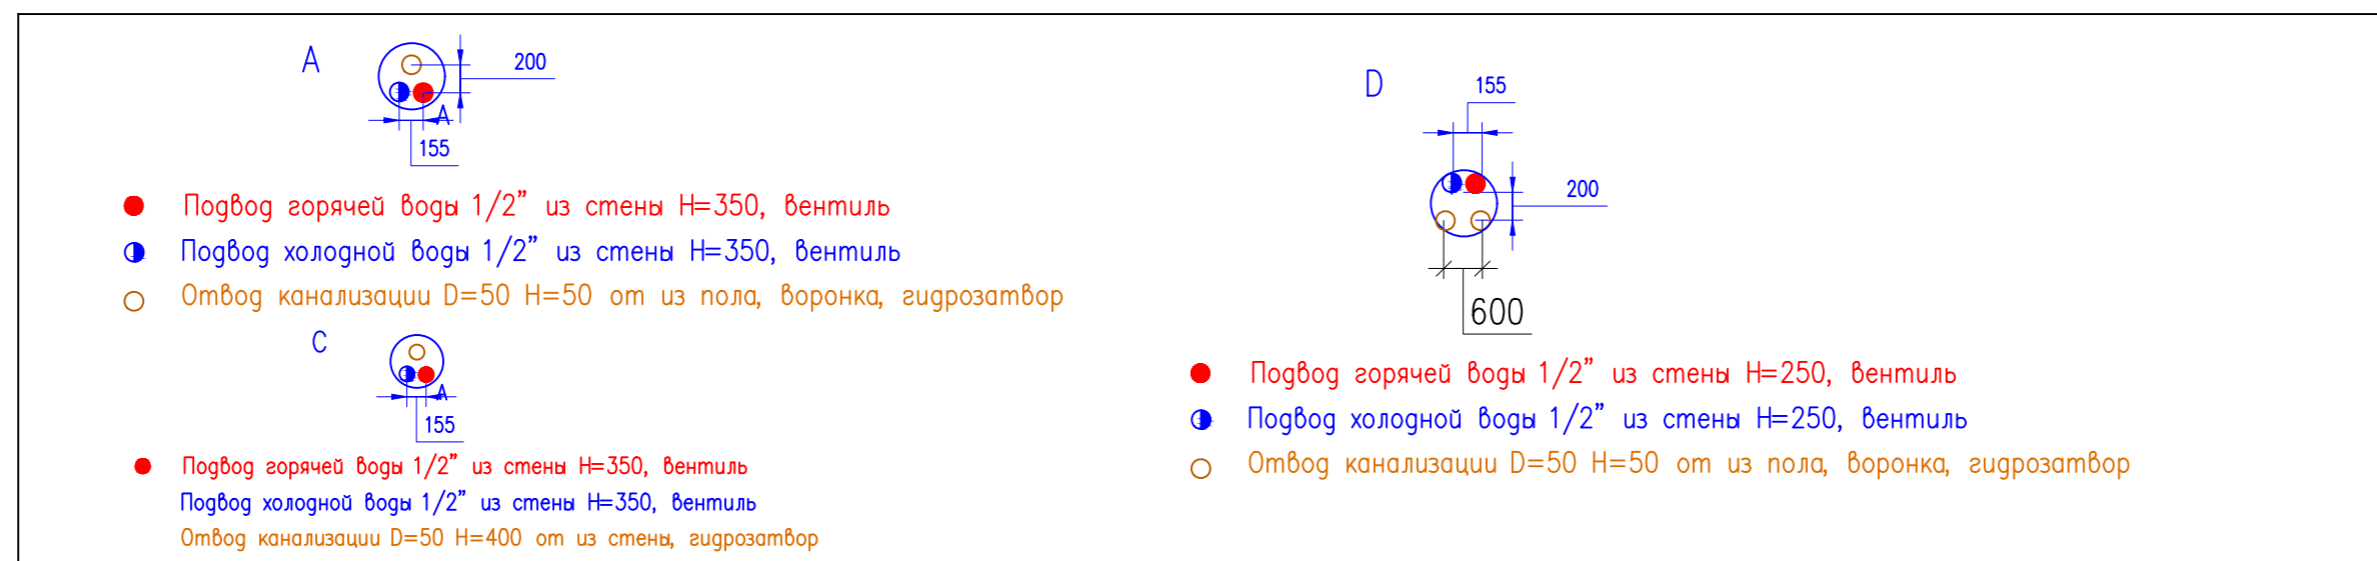 A
200
A
155
Подвод горячей воды 1/2" из стены H=350, вентиль
Подвод холодной воды 1/2" из стены H=350, вентиль
Отвод канализации D=50 H=50 от из пола, воронка, гидрозатвор
C
A
155
Подвод горячей воды 1/2" из стены H=350, вентиль
Подвод холодной воды 1/2" из стены H=350, вентиль
Отвод канализации D=50 H=400 от из стены, гидрозатвор
D
155
200
600
Подвод горячей воды 1/2" из стены H=250, вентиль
Подвод холодной воды 1/2" из стены H=250, вентиль
Отвод канализации D=50 H=50 от из пола, воронка, гидрозатвор